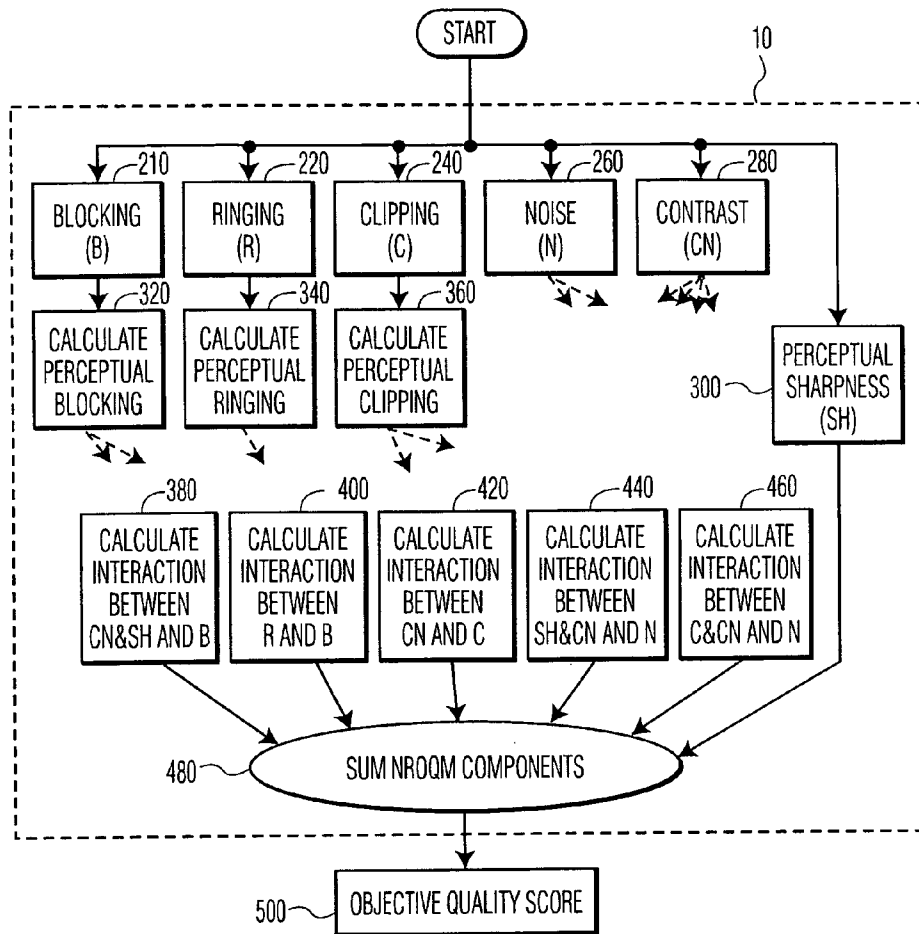 START
10
210
220
240
260
280
BLOCKING
(B)
RINGING
(R)
CLIPPING
(C)
NOISE
(N)
CONTRAST
(CN)
320
340
360
CALCULATE
PERCEPTUAL
BLOCKING
CALCULATE
PERCEPTUAL
RINGING
CALCULATE
PERCEPTUAL
CLIPPING
300
PERCEPTUAL
SHARPNESS
(SH)
380
400
420
440
460
CALCULATE
INTERACTION
BETWEEN
CN&SH AND B
CALCULATE
INTERACTION
BETWEEN
R AND B
CALCULATE
INTERACTION
BETWEEN
CN AND C
CALCULATE
INTERACTION
BETWEEN
SH&CN AND N
CALCULATE
INTERACTION
BETWEEN
C&CN AND N
480
SUM NROQM COMPONENTS
500
OBJECTIVE QUALITY SCORE